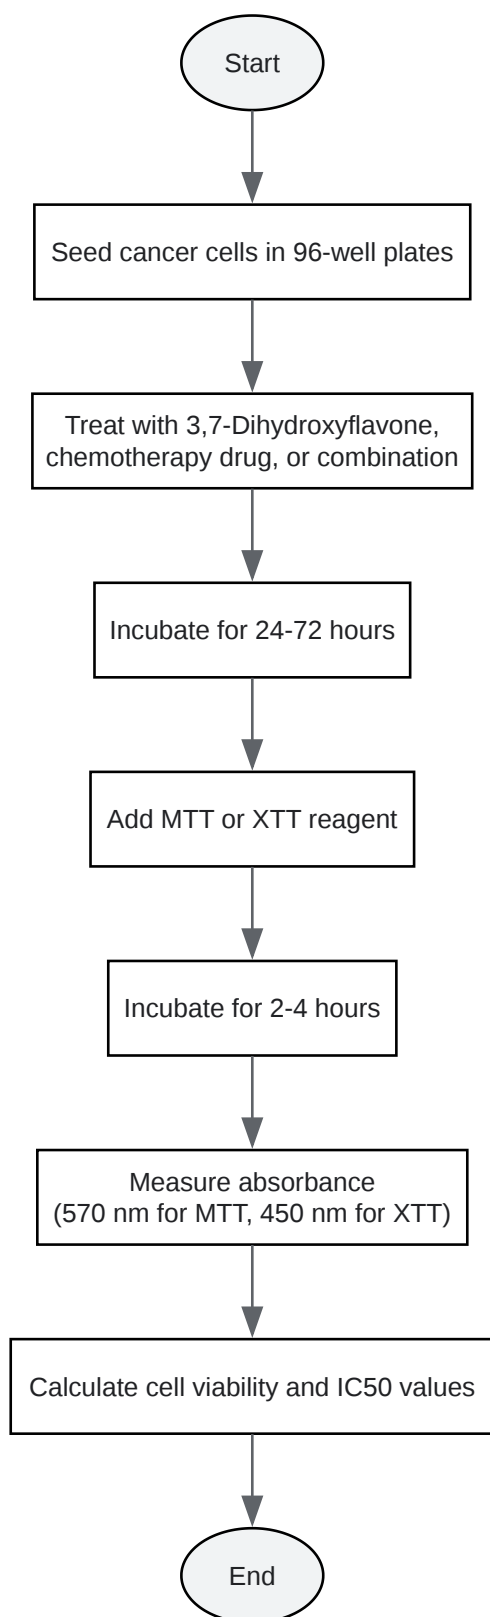 Start
Seed cancer cells in 96-well plates
Treat with 3,7-Dihydroxyflavone,
chemotherapy drug, or combination
Incubate for 24-72 hours
Add MTT or XTT reagent
Incubate for 2-4 hours
Measure absorbance
(570 nm for MTT, 450 nm for XTT)
Calculate cell viability and IC50 values
End